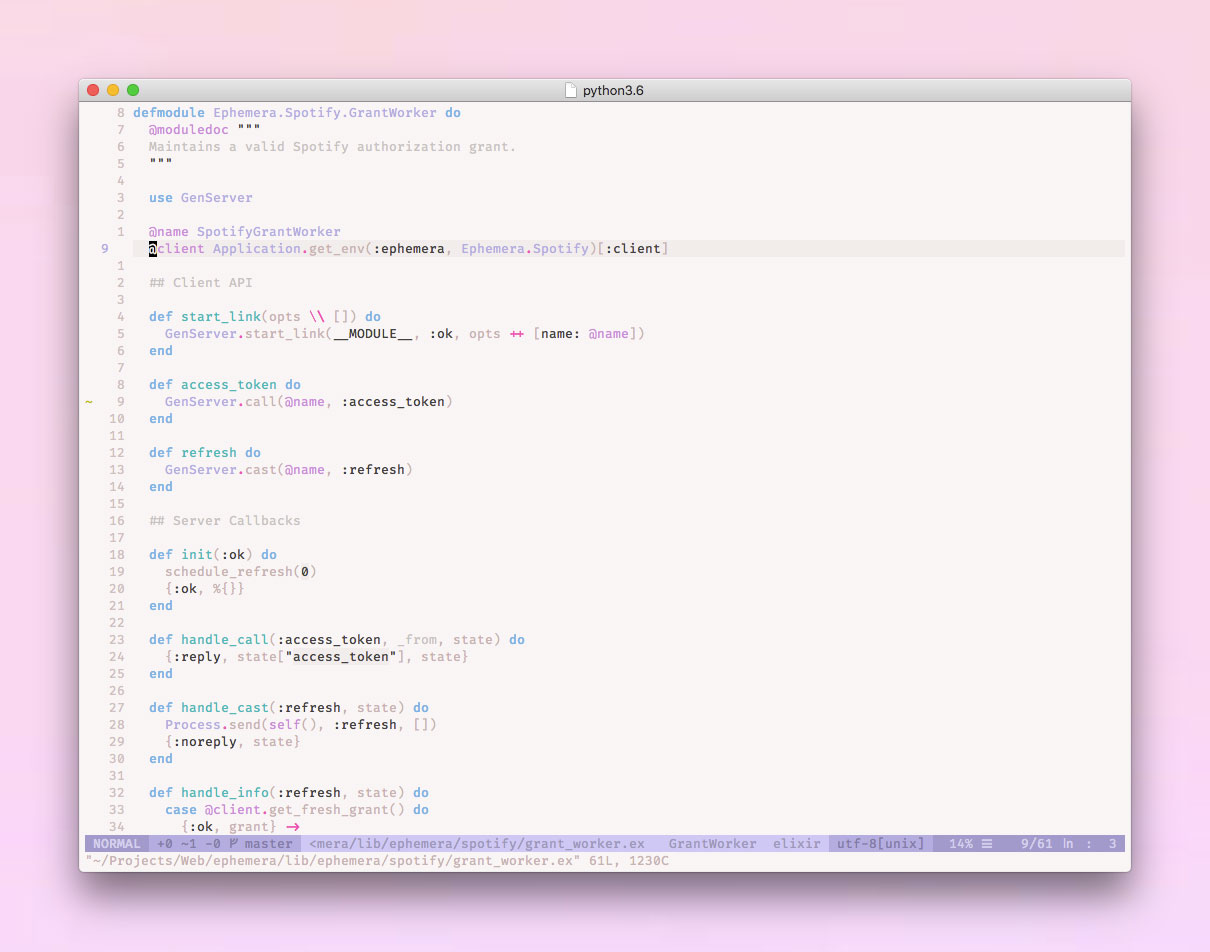 python3.6
8 defmodule Ephemera.Spotify.GrantWorker do
7 @moduledoc """
6 Maintains a valid Spotify authorization grant.
5 """
4
3 use GenServer
2
1 @name SpotifyGrantWorker
9 @client Application.get_env(:ephemera, Ephemera.Spotify)[:client]
1
2 ## Client API
3
4 def start_link(opts \\ []) do
5 GenServer.start_link(__MODULE__, :ok, opts ++ [name: @name])
6 end
7
8 def access_token do
~ 9 GenServer.call(@name, :access_token)
10 end
11
12 def refresh do
13 GenServer.cast(@name, :refresh)
14 end
15
16 ## Server Callbacks
17
18 def init(:ok) do
19 schedule_refresh(0)
20 {:ok, %{}}
21 end
22
23 def handle_call(:access_token, _from, state) do
24 {:reply, state["access_token"], state}
25 end
26
27 def handle_cast(:refresh, state) do
28 Process.send(self(), :refresh, [])
29 {:noreply, state}
30 end
31
32 def handle_info(:refresh, state) do
33 case @client.get_fresh_grant() do
34 {:ok, grant} →
NORMAL +0 ~1 -0 master <mera/lib/ephemera/spotify/grant_worker.ex GrantWorker elixir utf-8[unix] 14% ☰ 9/61 ln : 3
"~/Projects/Web/ephemera/lib/ephemera/spotify/grant_worker.ex" 61L, 1230C